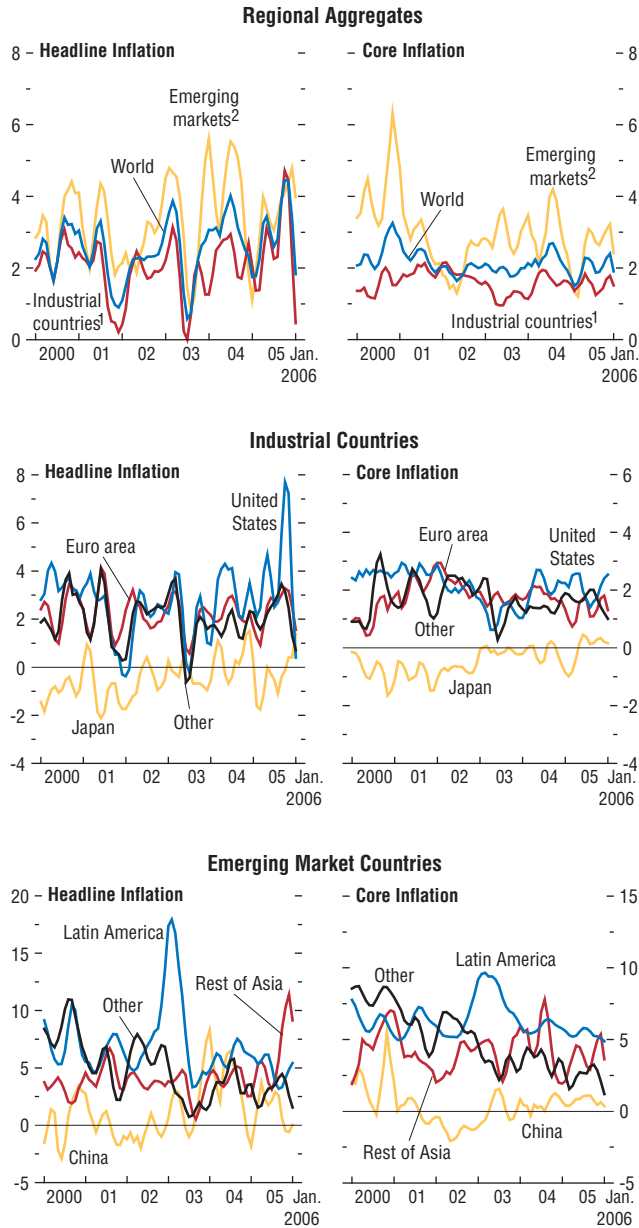 Regional Aggregates
Headline Inflation
Core Inflation
8
6
4
2
0
Emerging
markets2
World
Industrial
countries1
2000 01 02 03 04 05 Jan.
2006
8
6
4
2
0
Emerging
markets2
World
Industrial countries1
2000 01 02 03 04 05 Jan.
2006
Industrial Countries
Headline Inflation
Core Inflation
8
6
4
2
0
-2
-4
United
States
Euro area
Japan
Other
2000 01 02 03 04 05 Jan.
2006
6
4
2
0
-2
-4
Euro area
United
States
Other
Japan
2000 01 02 03 04 05 Jan.
2006
Emerging Market Countries
Headline Inflation
Core Inflation
20
15
10
5
0
-5
Latin America
Rest of Asia
Other
China
2000 01 02 03 04 05 Jan.
2006
15
10
5
0
-5
Latin America
Other
Rest of Asia
China
2000 01 02 03 04 05 Jan.
2006